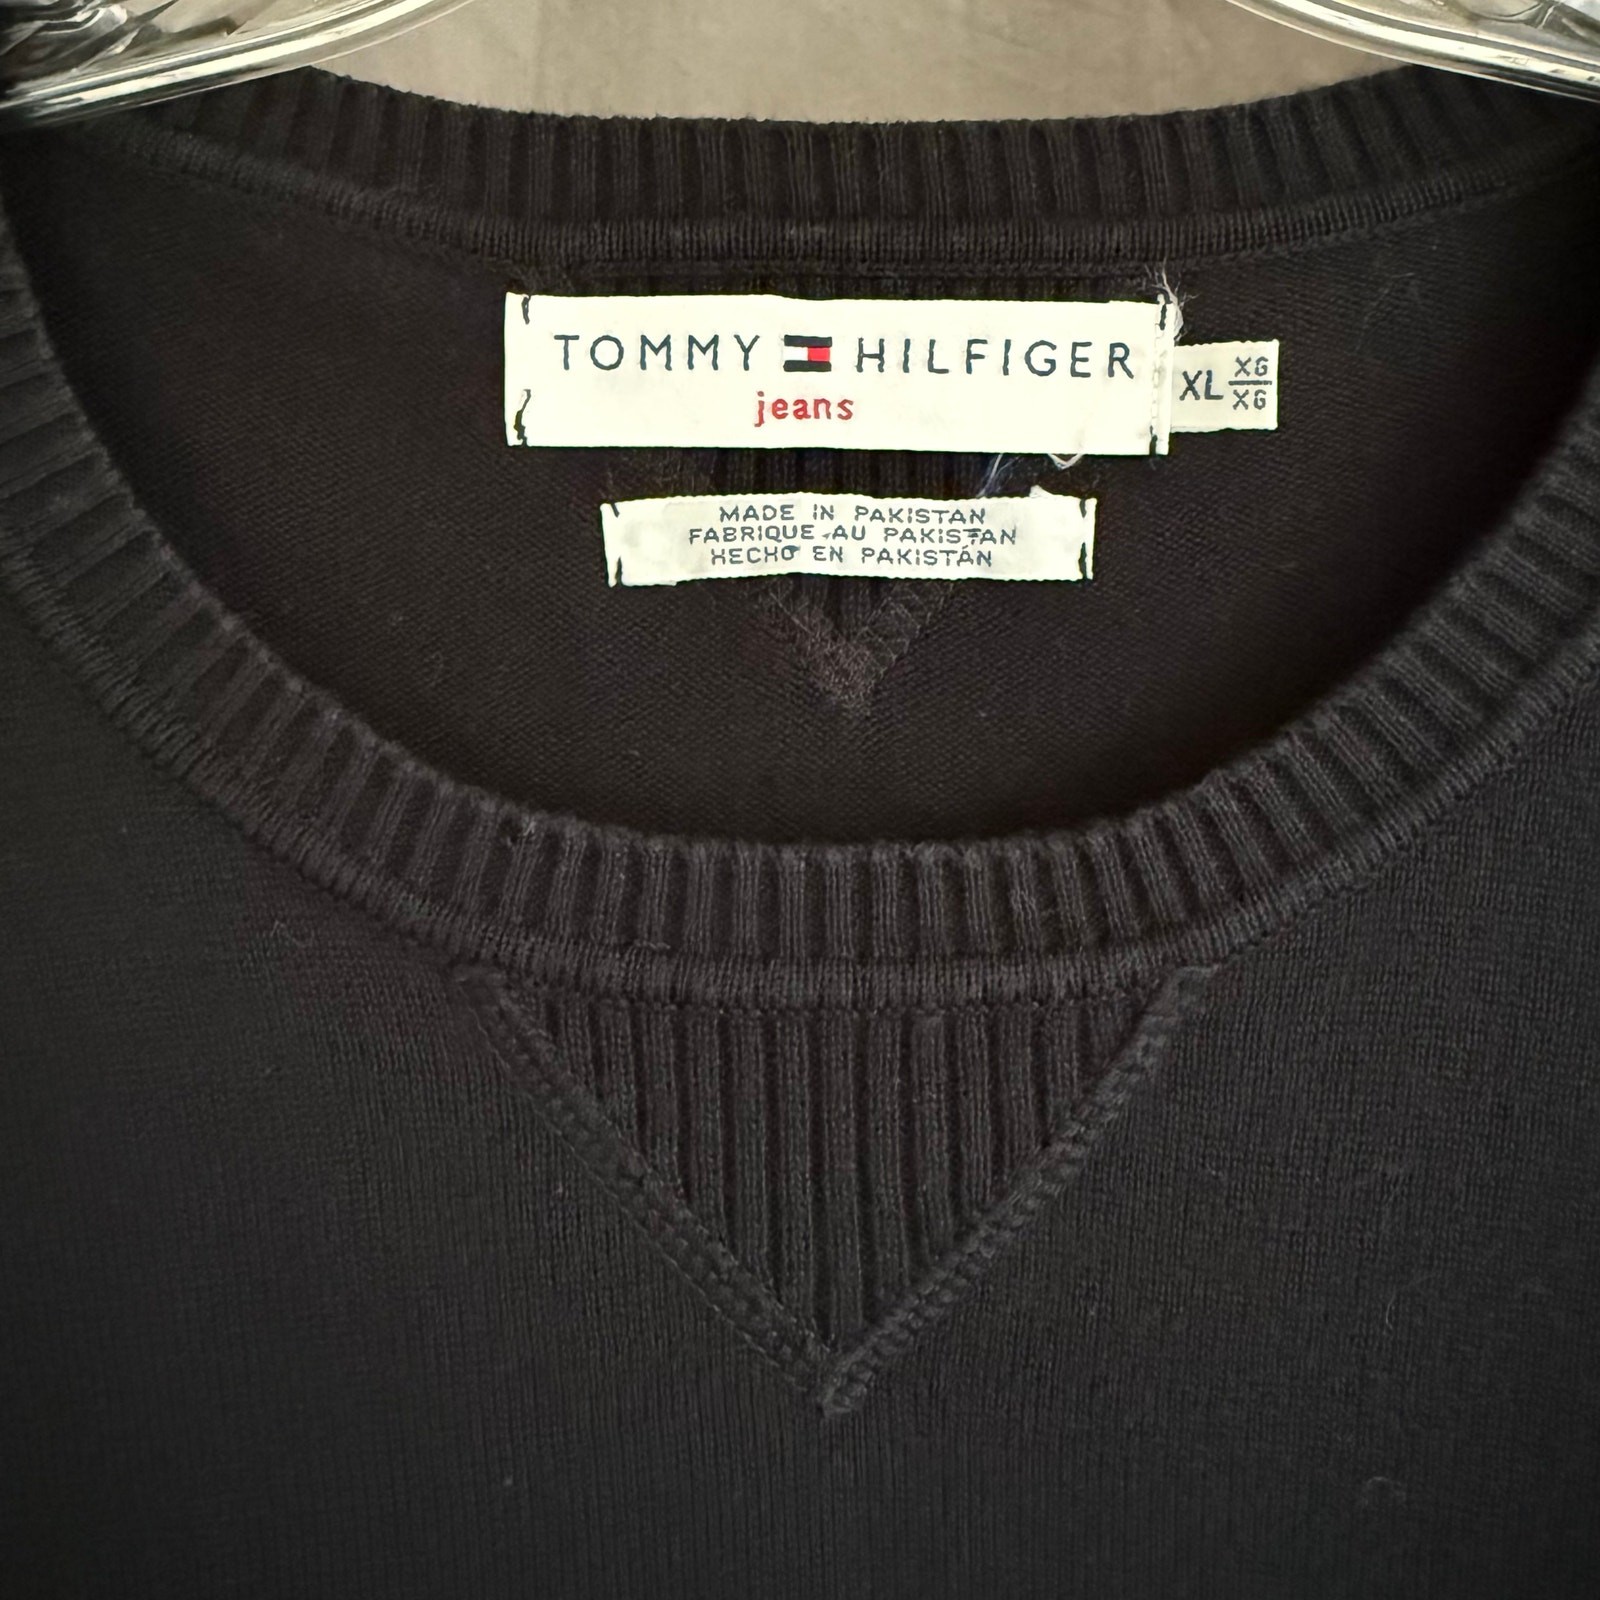 TOMMY HILFIGER
jeans
XL XG
XG
MADE IN PAKISTAN
FABRIQUE AU PAKISTAN
HECHO EN PAKISTÁN